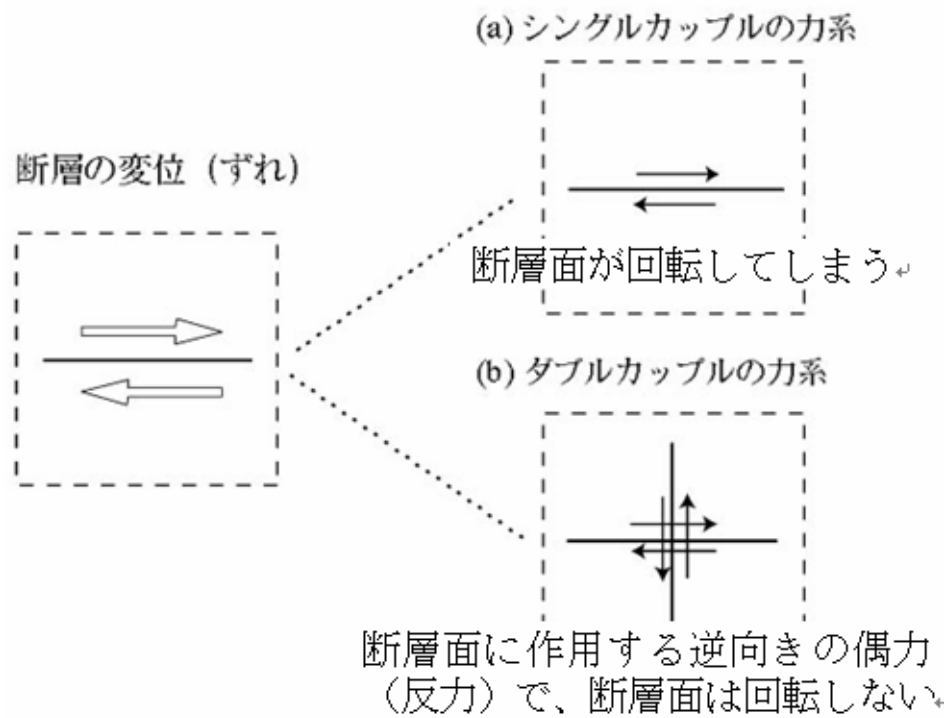 断層の変位（ずれ）
(a) シングルカップルの力系
断層面が回転してしまう↵
(b) ダブルカップルの力系
断層面に作用する逆向きの偶力
（反力）で、断層面は回転しない↵